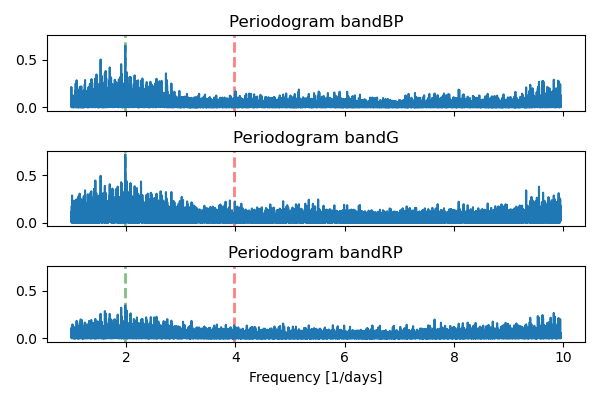 Periodogram bandBP
0.5
0.0
Periodogram bandG
0.5
0.0
Periodogram bandRP
0.5
0.0
2 4 6 8 10
Frequency [1/days]